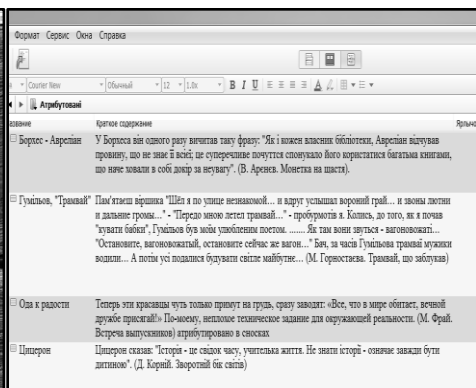 Формат Сервис Окна Справка
Courier New Обычный 12 1.0x B I U
Атрибутовані
азвание Краткое содержание Ярлычо
Борхес - Авреліан У Борхеса він одного разу вичитав таку фразу: "Як і кожен власник бібліотеки, Авреліан відчував
провину, що не знає її всієї; це суперечливе почуття спонукало його користатися багатьма книгами,
що наче ховали в собі докір за неувагу". (В. Арєнєв. Монетка на щастя).
Гумільов, "Трамвай" Пам'ятаєш віршика "Шёл я по улице незнакомой… и вдруг услышал вороний грай… и звоны лютни
и дальние громы…" - "Передо мною летел трамвай…" - пробурмотів я. Колись, до того, як я почав
"кувати бабки", Гумільов був моїм улюбленим поетом. ....... Як там вони звуться - вагоновожаті…
"Остановите, вагоновожатый, остановите сейчас же вагон…" Бач, за часів Гумільова трамваї мужики
водили… А потім усі подалися будувати світле майбутнє… (М. Горностаєва. Трамвай, що заблукав)
Ода к радости Теперь эти красавцы чуть только примут на грудь, сразу заводят: «Все, что в мире обитает, вечной
дружбе присягай!» По-моему, неплохое техническое задание для окружающей реальности. (М. Фрай.
Встреча выпускников) атрибутировано в сносках
Цицерон Цицерон сказав: "Історія - це свідок часу, учителька життя. Не знати історії - означає завжди бути
дитиною". (Д. Корній. Зворотній бік світів)